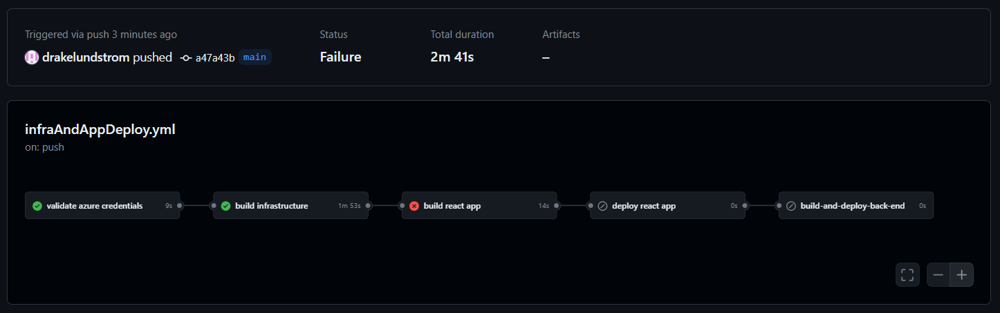 Triggered via push 3 minutes ago
Status
Total duration
Artifacts
drakelundstrom pushed a47a43b main
Failure
2m 41s
–
infraAndAppDeploy.yml
on: push
validate azure credentials 9s
build infrastructure 1m 53s
build react app 14s
deploy react app 0s
build-and-deploy-back-end 0s